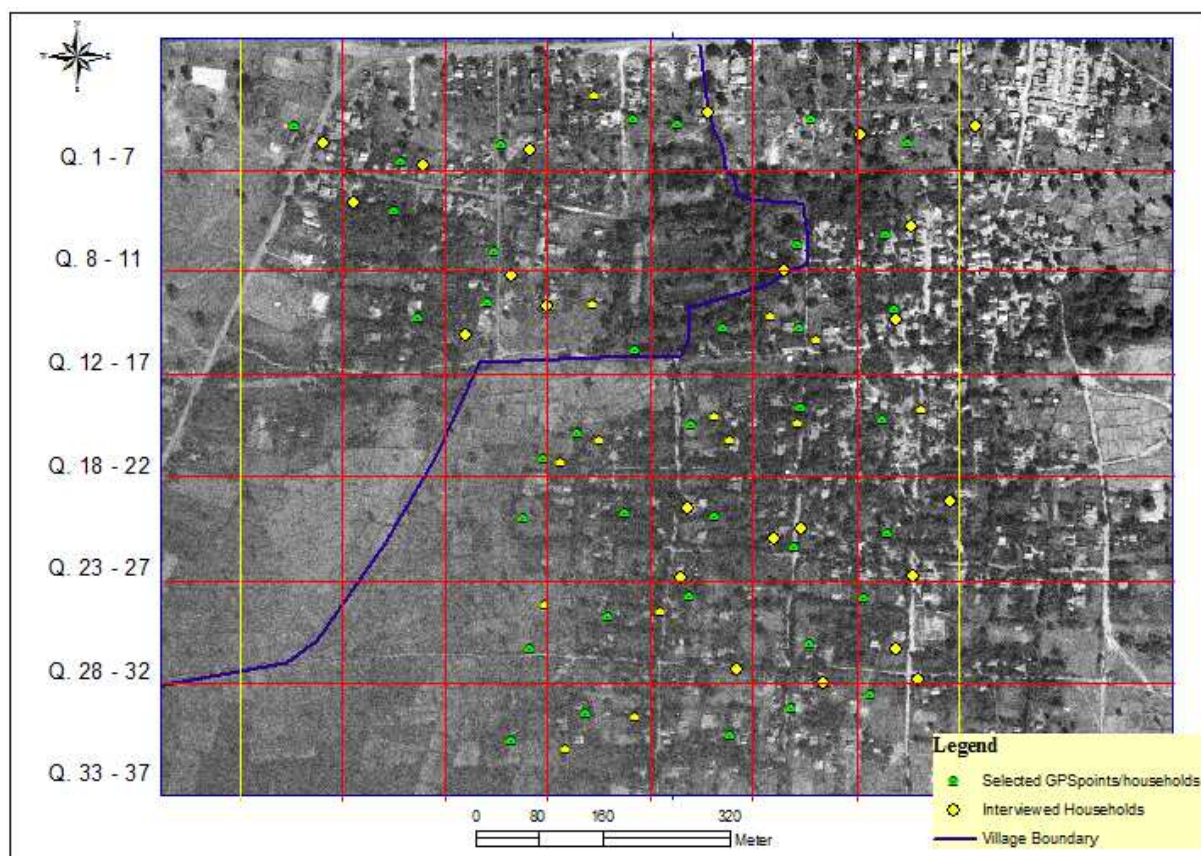 Q. 1 - 7
Q. 8 - 11
Q. 12 - 17
Q. 18 - 22
Q. 23 - 27
Q. 28 - 32
Q. 33 - 37
Legend
Selected GPSpoints/households
Interviewed Households
Village Boundary
0 80 160 320
Meter